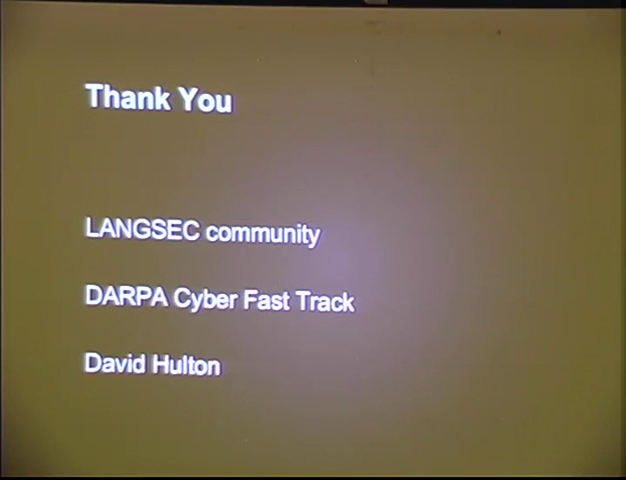 Thank You
LANGSEC community
DARPA Cyber Fast Track
David Hulton